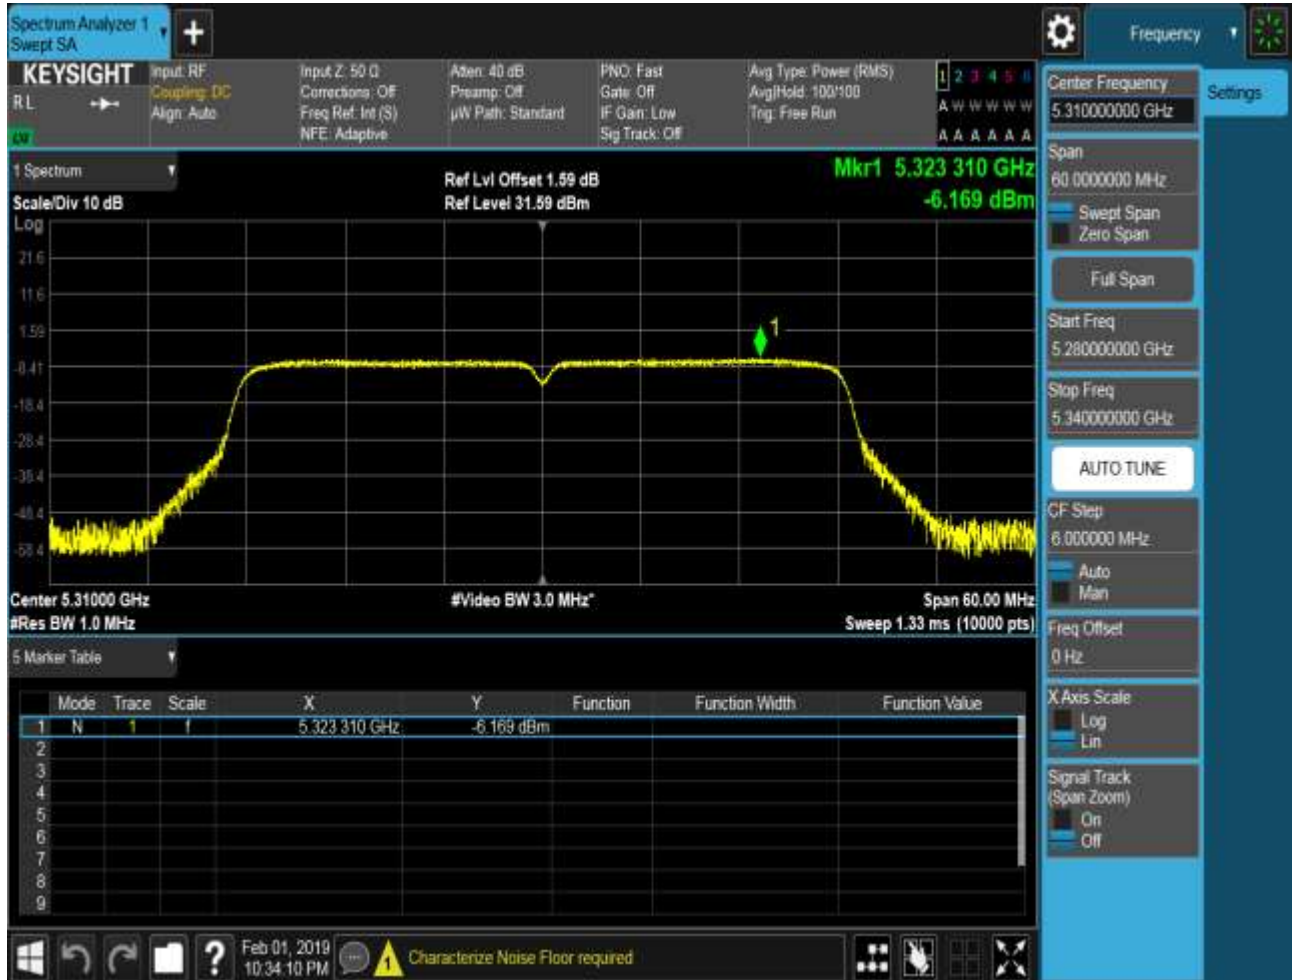 Spectrum Analyzer 1
Swept SA
+
Frequency
KEYSIGHT
R L
Input: RF
Coupling: DC
Align: Auto
Input Z: 50 Ω
Corrections: Off
Freq Ref: Int (S)
NFE: Adaptive
Atten: 40 dB
Preamp: Off
µW Path: Standard
PNO: Fast
Gate: Off
IF Gain: Low
Sig Track: Off
Avg Type: Power (RMS)
Avg|Hold: 100/100
Trig: Free Run
1 2 3 4 5 6
A W W W W W
A A A A A A
1 Spectrum
Scale/Div 10 dB
Log
Ref Lvl Offset 1.59 dB
Ref Level 31.59 dBm
Mkr1 5.323 310 GHz
-6.169 dBm
21.6
11.6
1.59
-8.41
-18.4
-28.4
-38.4
-48.4
-58.4
1
Center 5.31000 GHz
#Res BW 1.0 MHz
#Video BW 3.0 MHz*
Span 60.00 MHz
Sweep 1.33 ms (10000 pts)
5 Marker Table
Mode Trace Scale X Y Function Function Width Function Value
1 N 1 f 5.323 310 GHz -6.169 dBm
2
3
4
5
6
7
8
9
Center Frequency
5.310000000 GHz
Settings
Span
60.0000000 MHz
Swept Span
Zero Span
Full Span
Start Freq
5.280000000 GHz
Stop Freq
5.340000000 GHz
AUTO TUNE
CF Step
6.000000 MHz
Auto
Man
Freq Offset
0 Hz
X Axis Scale
Log
Lin
Signal Track
(Span Zoom)
On
Off
?
Feb 01, 2019
10:34:10 PM
1
Characterize Noise Floor required